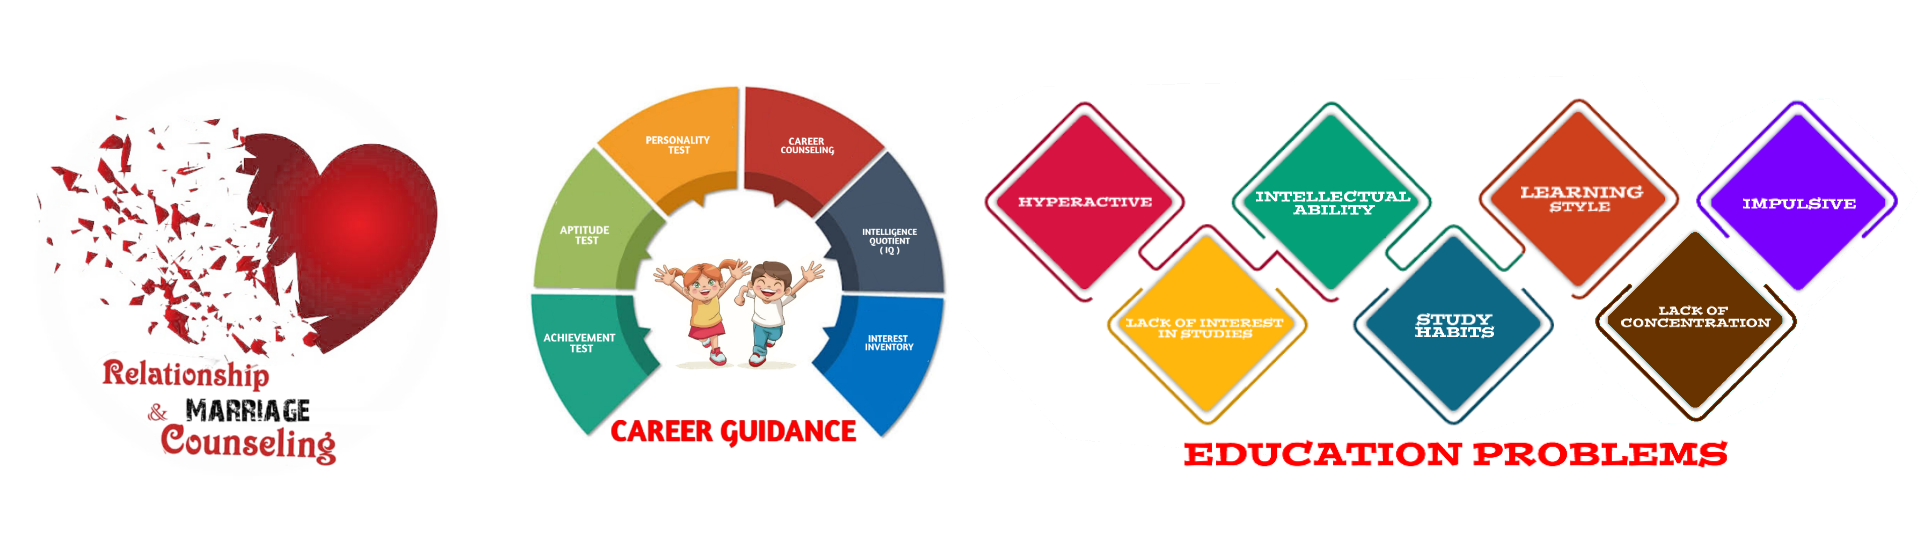 Relationship
& MARRIAGE
Counseling
PERSONALITY
TEST
CAREER
COUNSELING
APTITUDE
TEST
INTELLIGENCE
QUOTIENT
( IQ )
ACHIEVEMENT
TEST
INTEREST
INVENTORY
CAREER GUIDANCE
HYPERACTIVE
INTELLECTUAL
ABILITY
LEARNING
STYLE
IMPULSIVE
LACK OF INTEREST
IN STUDIES
STUDY
HABITS
LACK OF
CONCENTRATION
EDUCATION PROBLEMS